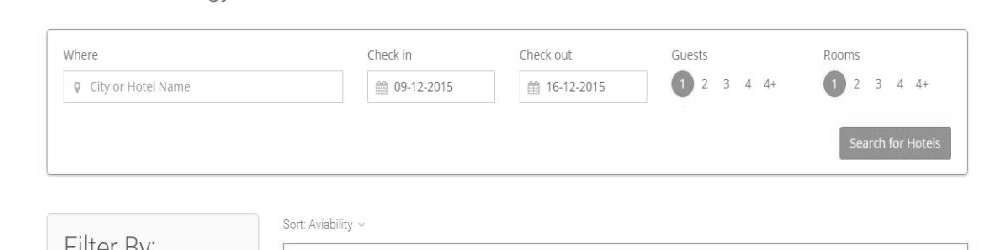 Where
Check in
Check out
Guests
Rooms
City or Hotel Name
09-12-2015
16-12-2015
1 2 3 4 4+
1 2 3 4 4+
Search for Hotels
Sort: Aviability
Filter By: